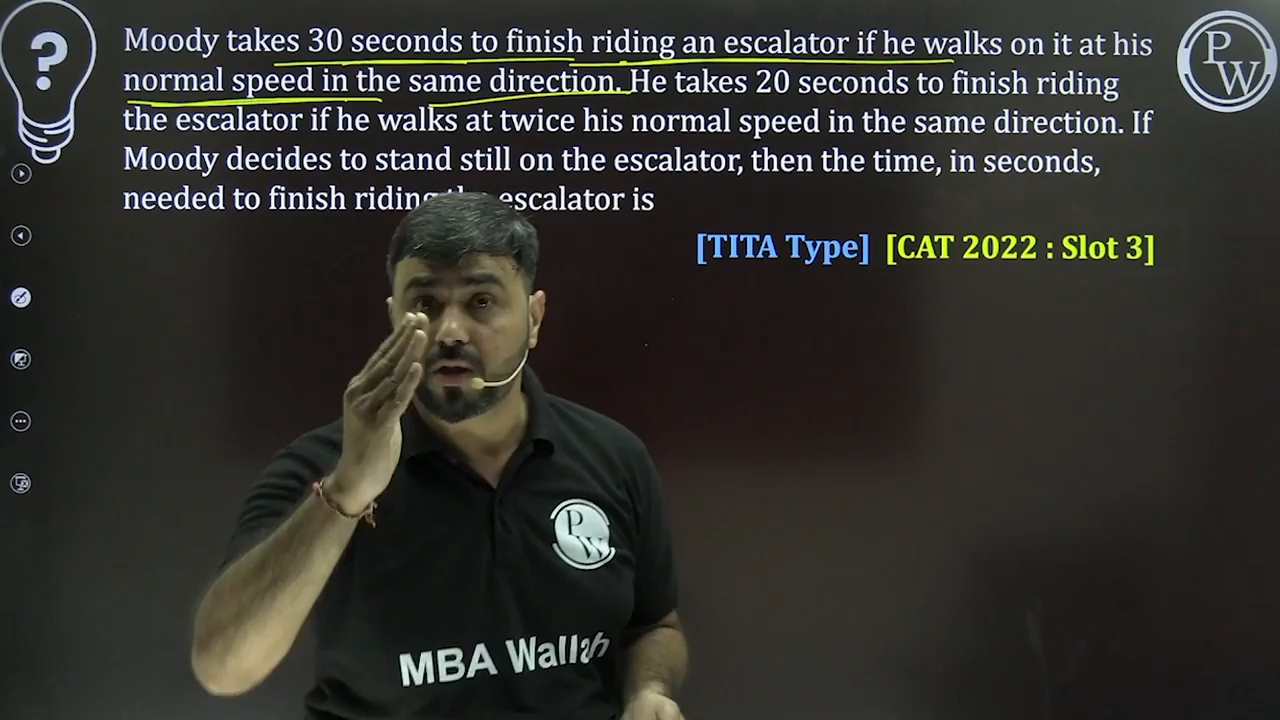 Moody takes 30 seconds to finish riding an escalator if he walks on it at his
normal speed in the same direction. He takes 20 seconds to finish riding
the escalator if he walks at twice his normal speed in the same direction. If
Moody decides to stand still on the escalator, then the time, in seconds,
needed to finish riding the escalator is
[TITA Type] [CAT 2022 : Slot 3]
?
PW
PW
MBA Wallah